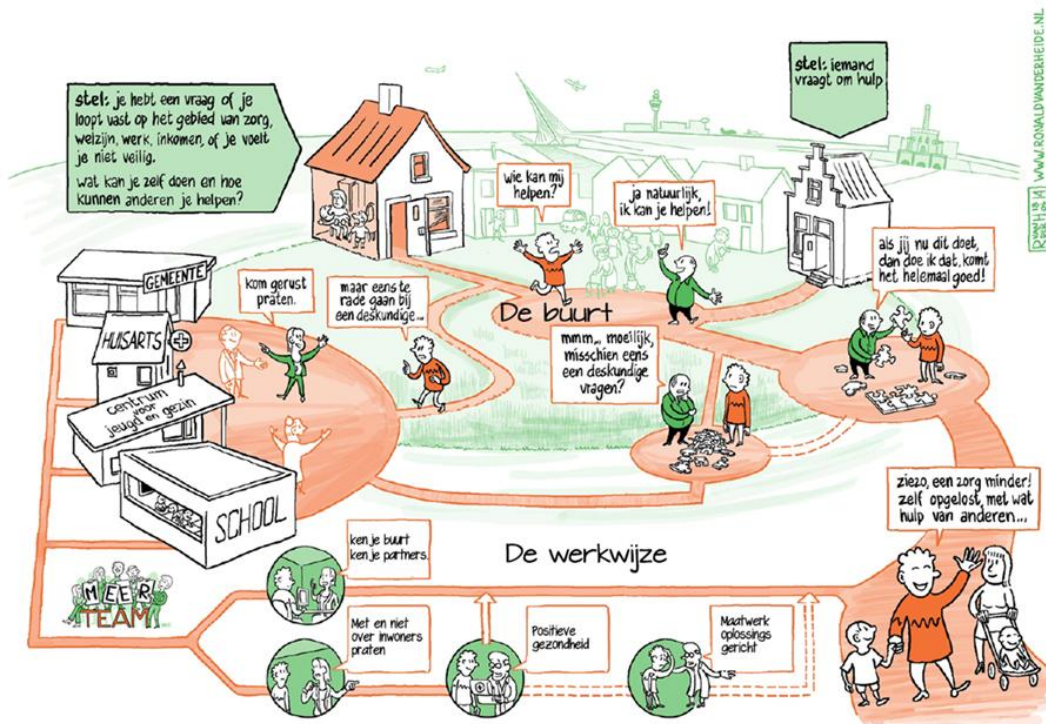 stel: je hebt een vraag of je
loopt vast op het gebied van zorg,
welzijn, werk, inkomen, of je voelt
je niet veilig.
wat kan je zelf doen en hoe
kunnen anderen je helpen?
stel: iemand
vraagt om hulp
WWW.RONALDVANDERHEIDE.NL
wie kan mij
helpen?
ja natuurlijk,
ik kan je helpen!
als jij nu dit doet,
dan doe ik dat, komt
het helemaal goed!
GEMEENTE
kom gerust
praten.
maar eens te
rade gaan bij
een deskundige...
De buurt
HUISARTS
mmm... moeilijk,
misschien eens
een deskundige
vragen?
centrum
voor
jeugd en gezin
SCHOOL
ziezo, een zorg minder!
zelf opgelost, met wat
hulp van anderen...
ken je buurt
ken je partners.
De werkwijze
MEER
TEAM
Met en niet
over inwoners
praten
Positieve
gezondheid
Maatwerk
oplossings
gericht